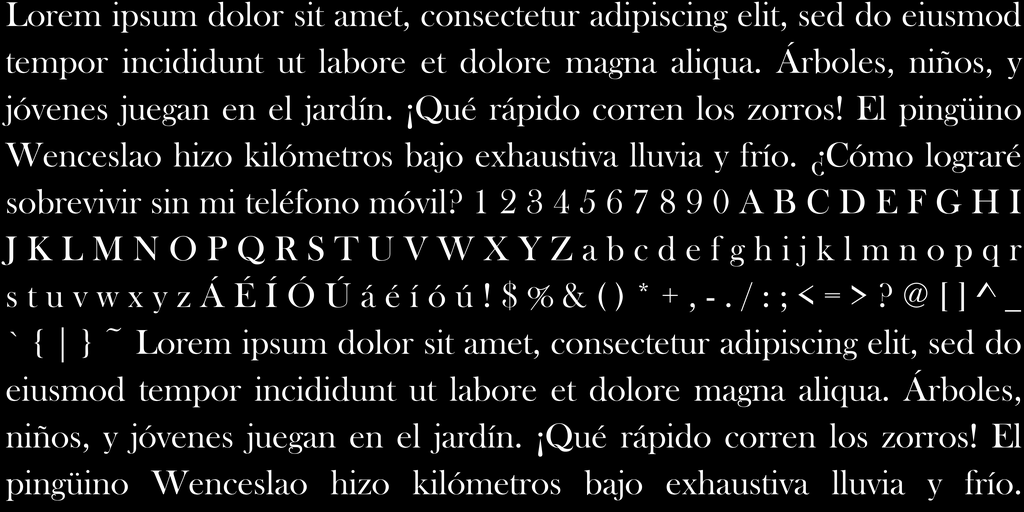 Lorem ipsum dolor sit amet, consectetur adipiscing elit, sed do eiusmod
tempor incididunt ut labore et dolore magna aliqua. Árboles, niños, y
jóvenes juegan en el jardín. ¡Qué rápido corren los zorros! El pingüino
Wenceslao hizo kilómetros bajo exhaustiva lluvia y frío. ¿Cómo lograré
sobrevivir sin mi teléfono móvil? 1 2 3 4 5 6 7 8 9 0 A B C D E F G H I
J K L M N O P Q R S T U V W X Y Z a b c d e f g h i j k l m n o p q r
s t u v w x y z Á É Í Ó Ú á é í ó ú ! $ % & ( ) * + , - . / : ; < = > ? @ [ ] ^ _
` { | } ~ Lorem ipsum dolor sit amet, consectetur adipiscing elit, sed do
eiusmod tempor incididunt ut labore et dolore magna aliqua. Árboles,
niños, y jóvenes juegan en el jardín. ¡Qué rápido corren los zorros! El
pingüino Wenceslao hizo kilómetros bajo exhaustiva lluvia y frío.